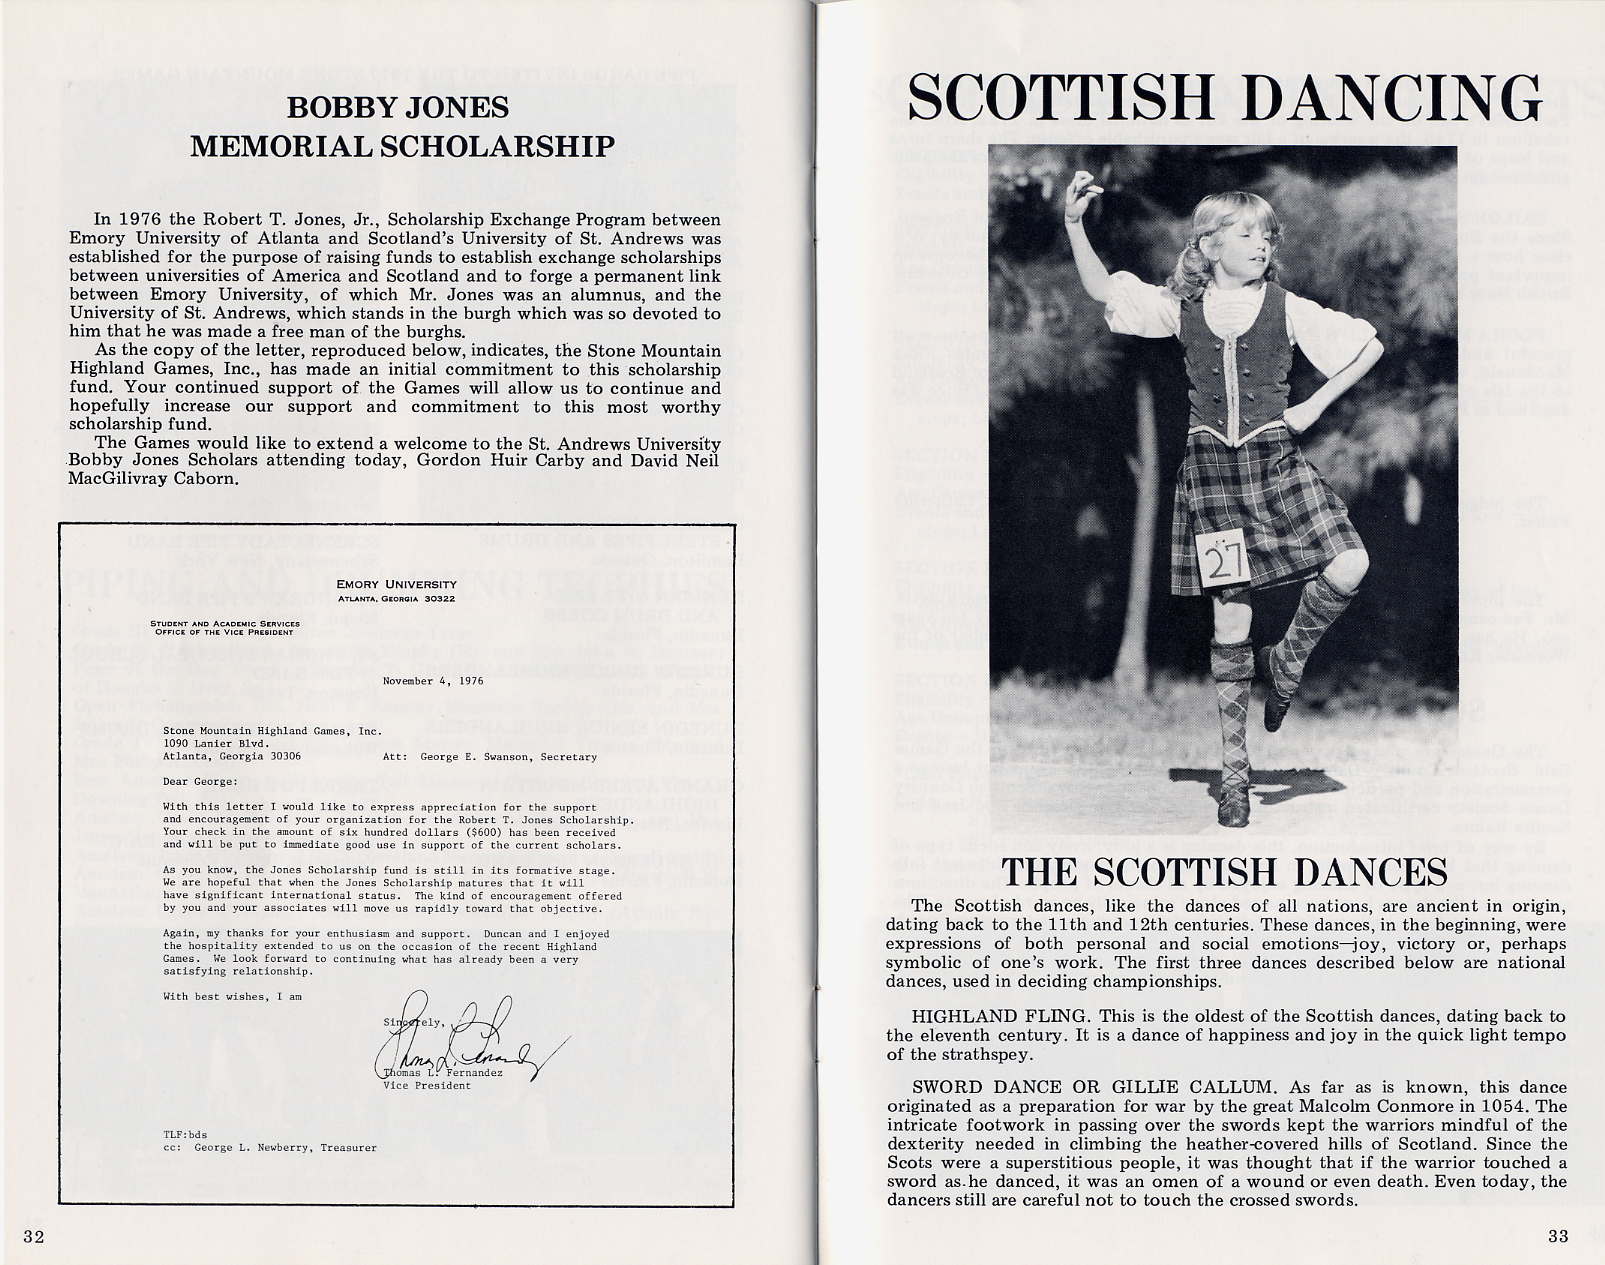 BOBBY JONES
MEMORIAL SCHOLARSHIP
In 1976 the Robert T. Jones, Jr., Scholarship Exchange Program between
Emory University of Atlanta and Scotland's University of St. Andrews was
established for the purpose of raising funds to establish exchange scholarships
between universities of America and Scotland and to forge a permanent link
between Emory University, of which Mr. Jones was an alumnus, and the
University of St. Andrews, which stands in the burgh which was so devoted to
him that he was made a free man of the burghs.
As the copy of the letter, reproduced below, indicates, the Stone Mountain
Highland Games, Inc., has made an initial commitment to this scholarship
fund. Your continued support of the Games will allow us to continue and
hopefully increase our support and commitment to this most worthy
scholarship fund.
The Games would like to extend a welcome to the St. Andrews University
Bobby Jones Scholars attending today, Gordon Huir Carby and David Neil
MacGilivray Caborn.
EMORY UNIVERSITY
ATLANTA, GEORGIA 30322
STUDENT AND ACADEMIC SERVICES
OFFICE OF THE VICE PRESIDENT
November 4, 1976
Stone Mountain Highland Games, Inc.
1090 Lanier Blvd.
Atlanta, Georgia 30306 Att: George E. Swanson, Secretary
Dear George:
With this letter I would like to express appreciation for the support
and encouragement of your organization for the Robert T. Jones Scholarship.
Your check in the amount of six hundred dollars ($600) has been received
and will be put to immediate good use in support of the current scholars.
As you know, the Jones Scholarship fund is still in its formative stage.
We are hopeful that when the Jones Scholarship matures that it will
have significant international status. The kind of encouragement offered
by you and your associates will move us rapidly toward that objective.
Again, my thanks for your enthusiasm and support. Duncan and I enjoyed
the hospitality extended to us on the occasion of the recent Highland
Games. We look forward to continuing what has already been a very
satisfying relationship.
With best wishes, I am
Sincerely,
Thomas L. Fernandez
Thomas L. Fernandez
Vice President
TLF:bds
cc: George L. Newberry, Treasurer
32
SCOTTISH DANCING
27
THE SCOTTISH DANCES
The Scottish dances, like the dances of all nations, are ancient in origin,
dating back to the 11th and 12th centuries. These dances, in the beginning, were
expressions of both personal and social emotions—joy, victory or, perhaps
symbolic of one's work. The first three dances described below are national
dances, used in deciding championships.
HIGHLAND FLING. This is the oldest of the Scottish dances, dating back to
the eleventh century. It is a dance of happiness and joy in the quick light tempo
of the strathspey.
SWORD DANCE OR GILLIE CALLUM. As far as is known, this dance
originated as a preparation for war by the great Malcolm Conmore in 1054. The
intricate footwork in passing over the swords kept the warriors mindful of the
dexterity needed in climbing the heather-covered hills of Scotland. Since the
Scots were a superstitious people, it was thought that if the warrior touched a
sword as he danced, it was an omen of a wound or even death. Even today, the
dancers still are careful not to touch the crossed swords.
33